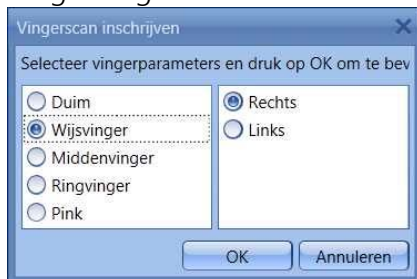 Vingerscan inschrijven
Selecteer vingerparameters en druk op OK om te bev
Duim
Wijsvinger
Middenvinger
Ringvinger
Pink
Rechts
Links
OK
Annuleren